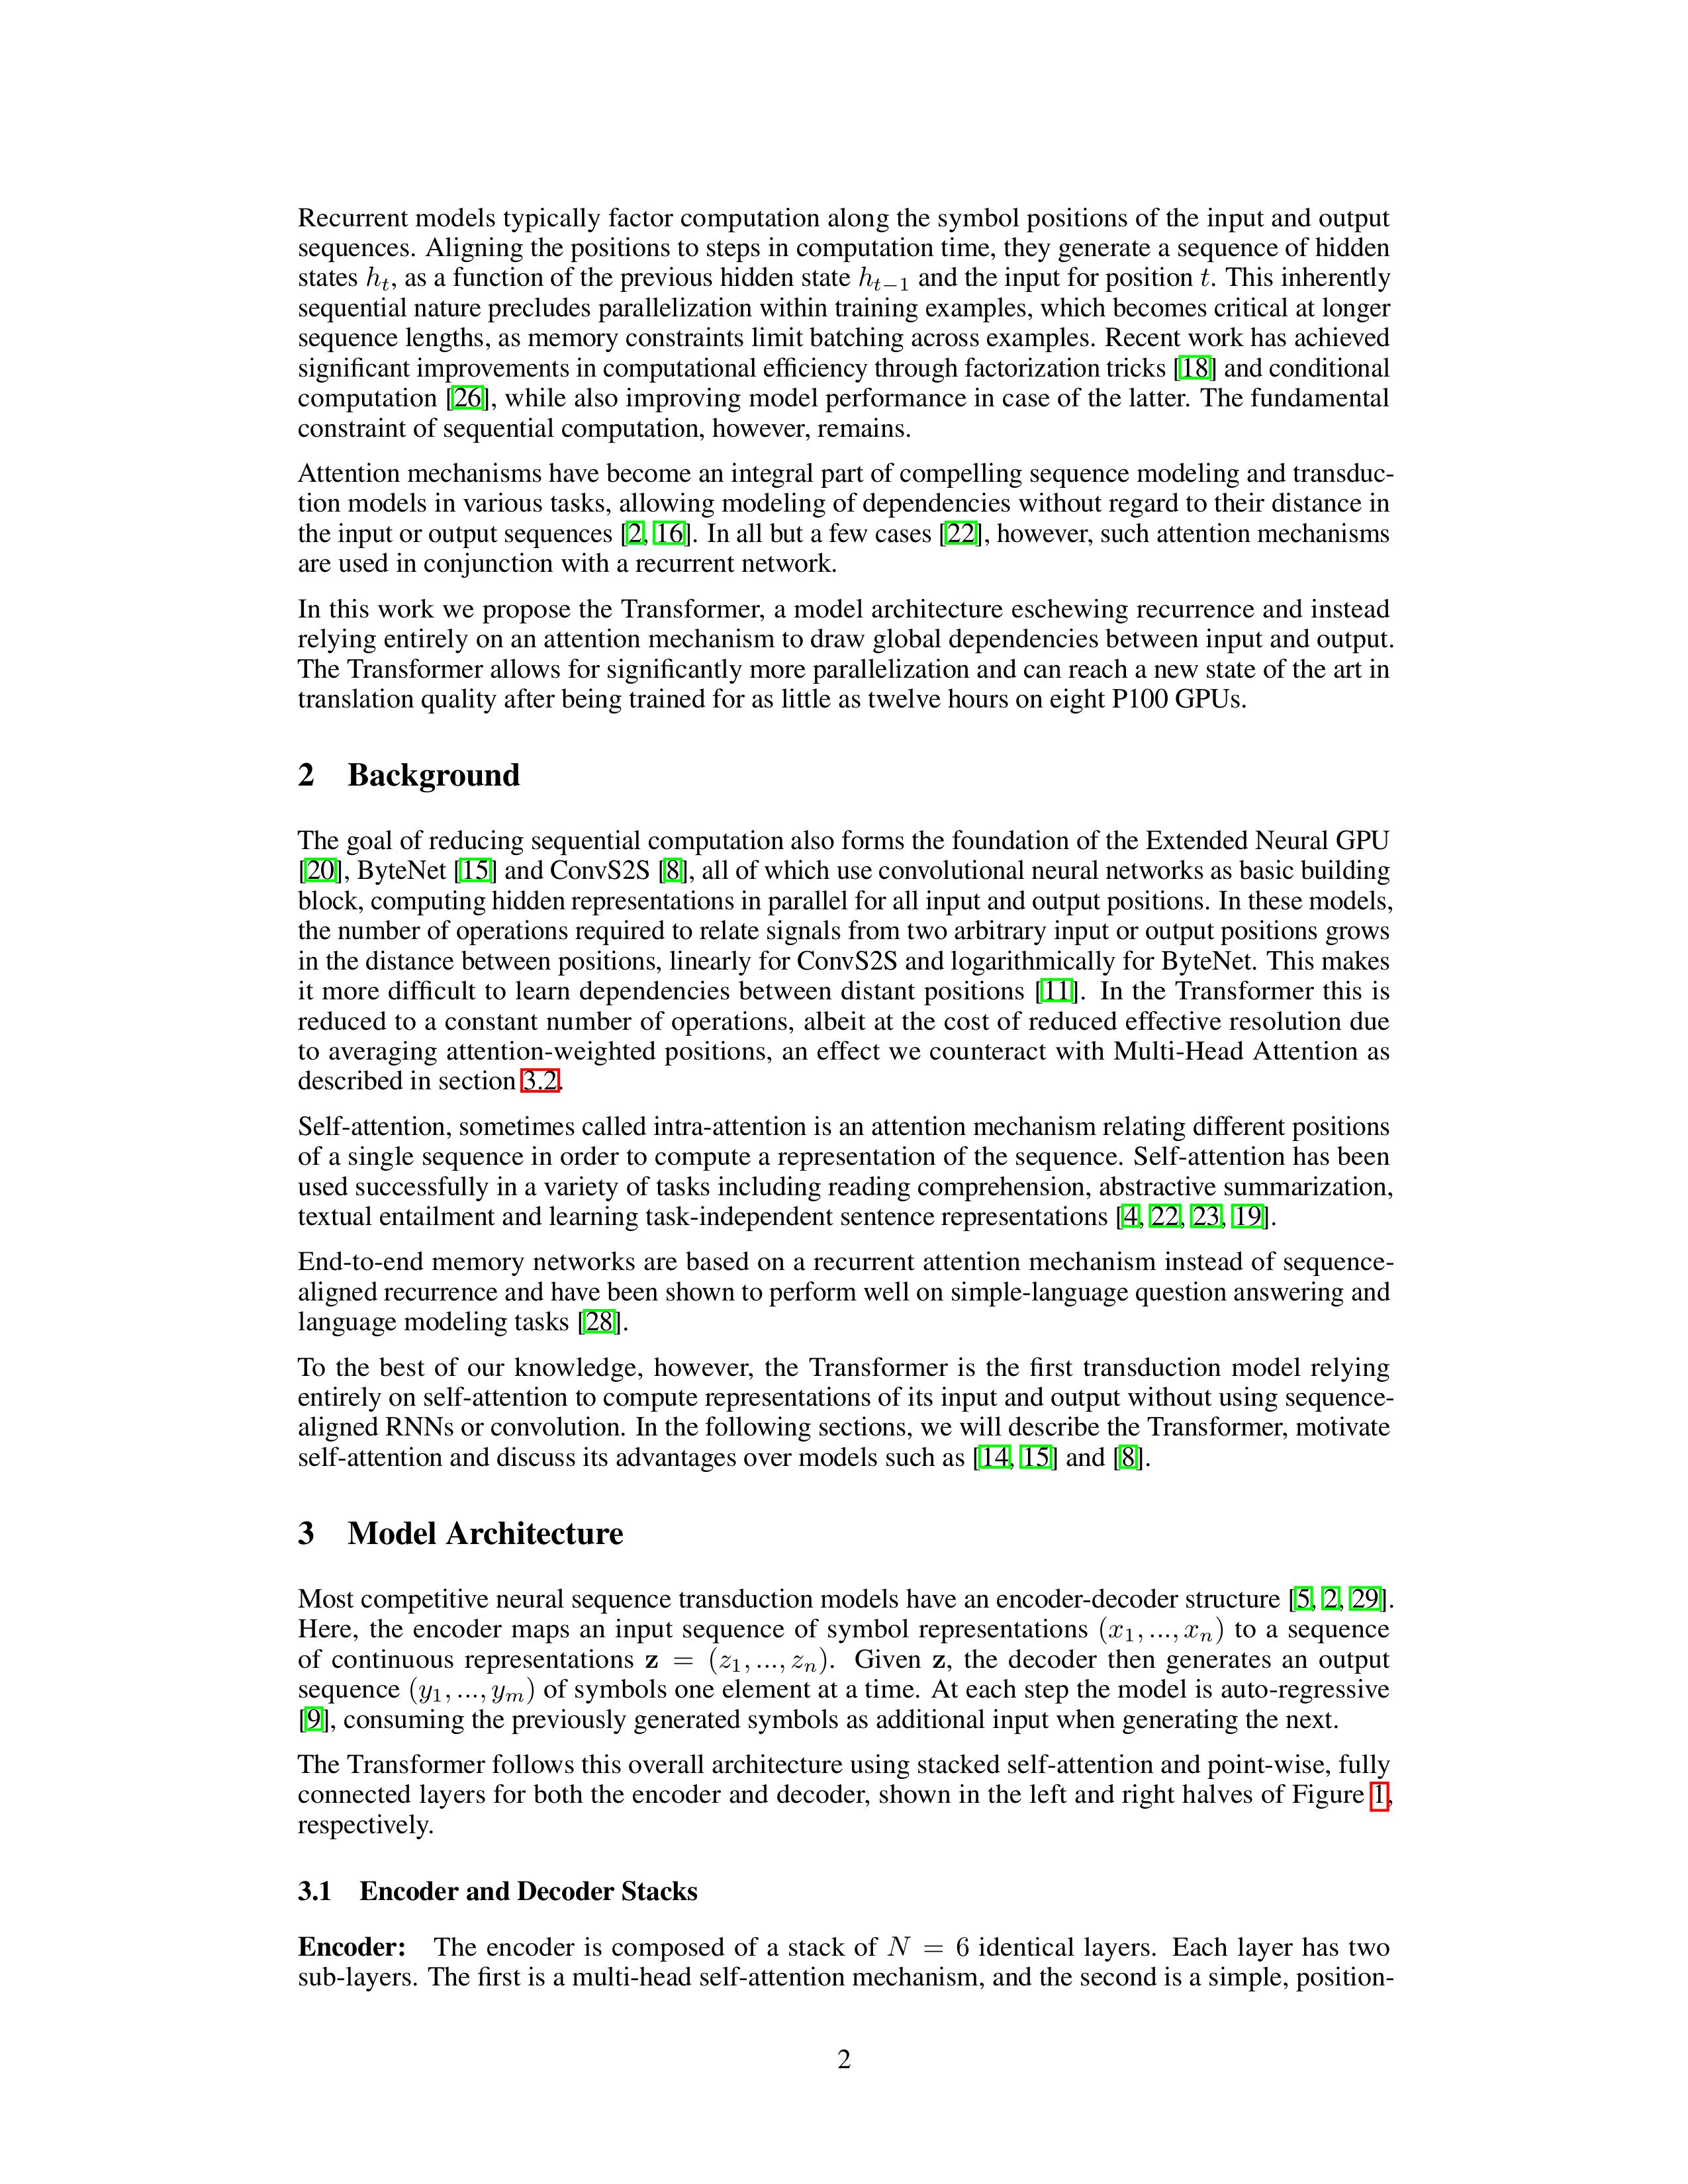 Recurrent models typically factor computation along the symbol positions of the input and output
sequences. Aligning the positions to steps in computation time, they generate a sequence of hidden
states h_t, as a function of the previous hidden state h_{t−1} and the input for position t. This inherently
sequential nature precludes parallelization within training examples, which becomes critical at longer
sequence lengths, as memory constraints limit batching across examples. Recent work has achieved
significant improvements in computational efficiency through factorization tricks [18] and conditional
computation [26], while also improving model performance in case of the latter. The fundamental
constraint of sequential computation, however, remains.
Attention mechanisms have become an integral part of compelling sequence modeling and transduc-
tion models in various tasks, allowing modeling of dependencies without regard to their distance in
the input or output sequences [2, 16]. In all but a few cases [22], however, such attention mechanisms
are used in conjunction with a recurrent network.
In this work we propose the Transformer, a model architecture eschewing recurrence and instead
relying entirely on an attention mechanism to draw global dependencies between input and output.
The Transformer allows for significantly more parallelization and can reach a new state of the art in
translation quality after being trained for as little as twelve hours on eight P100 GPUs.
2 Background
The goal of reducing sequential computation also forms the foundation of the Extended Neural GPU
[20], ByteNet [15] and ConvS2S [8], all of which use convolutional neural networks as basic building
block, computing hidden representations in parallel for all input and output positions. In these models,
the number of operations required to relate signals from two arbitrary input or output positions grows
in the distance between positions, linearly for ConvS2S and logarithmically for ByteNet. This makes
it more difficult to learn dependencies between distant positions [11]. In the Transformer this is
reduced to a constant number of operations, albeit at the cost of reduced effective resolution due
to averaging attention-weighted positions, an effect we counteract with Multi-Head Attention as
described in section 3.2.
Self-attention, sometimes called intra-attention is an attention mechanism relating different positions
of a single sequence in order to compute a representation of the sequence. Self-attention has been
used successfully in a variety of tasks including reading comprehension, abstractive summarization,
textual entailment and learning task-independent sentence representations [4, 22, 23, 19].
End-to-end memory networks are based on a recurrent attention mechanism instead of sequence-
aligned recurrence and have been shown to perform well on simple-language question answering and
language modeling tasks [28].
To the best of our knowledge, however, the Transformer is the first transduction model relying
entirely on self-attention to compute representations of its input and output without using sequence-
aligned RNNs or convolution. In the following sections, we will describe the Transformer, motivate
self-attention and discuss its advantages over models such as [14, 15] and [8].
3 Model Architecture
Most competitive neural sequence transduction models have an encoder-decoder structure [5, 2, 29].
Here, the encoder maps an input sequence of symbol representations (x_1, ..., x_n) to a sequence
of continuous representations z = (z_1, ..., z_n). Given z, the decoder then generates an output
sequence (y_1, ..., y_m) of symbols one element at a time. At each step the model is auto-regressive
[9], consuming the previously generated symbols as additional input when generating the next.
The Transformer follows this overall architecture using stacked self-attention and point-wise, fully
connected layers for both the encoder and decoder, shown in the left and right halves of Figure 1,
respectively.
3.1 Encoder and Decoder Stacks
Encoder: The encoder is composed of a stack of N = 6 identical layers. Each layer has two
sub-layers. The first is a multi-head self-attention mechanism, and the second is a simple, position-
2